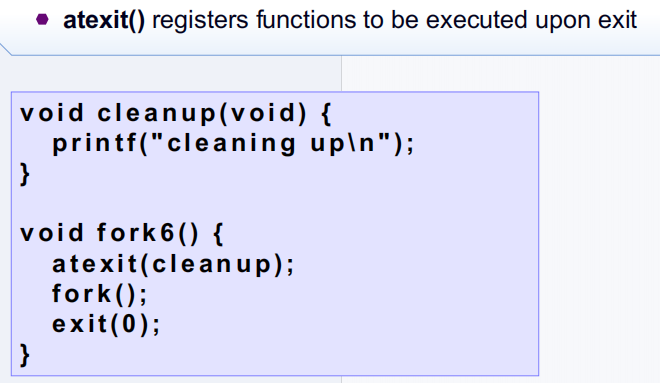 atexit() registers functions to be executed upon exit
void cleanup(void) {
printf("cleaning up\n");
}
void fork6() {
atexit(cleanup);
fork();
exit(0);
}